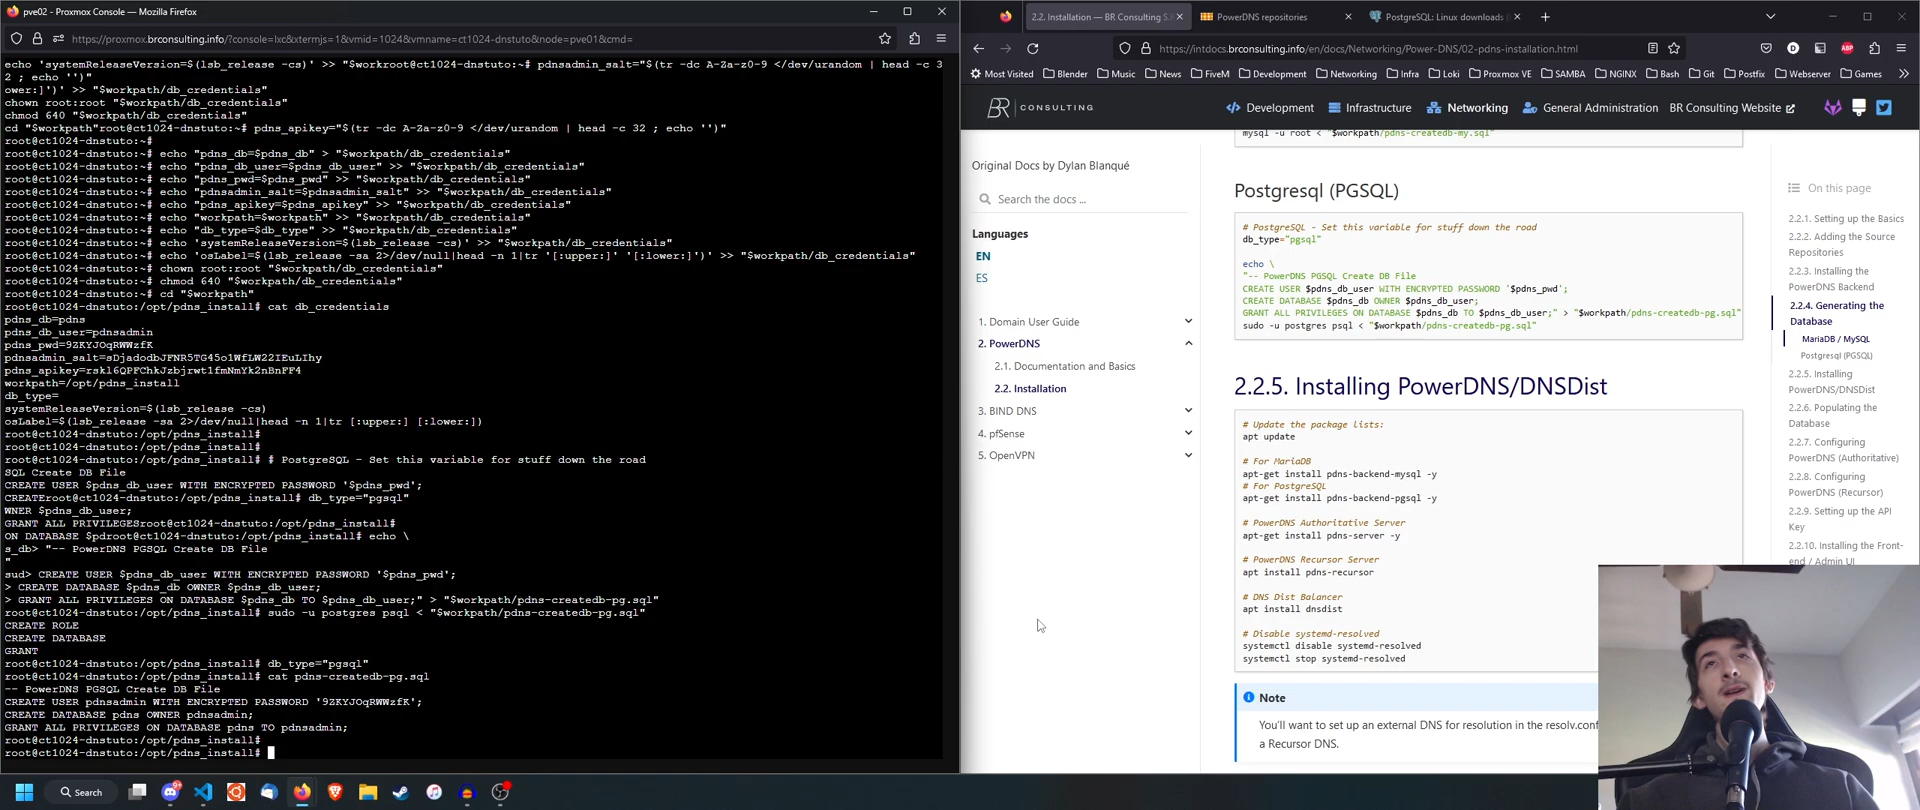 pve02 - Proxmox Console — Mozilla Firefox
https://proxmox.brconsulting.info/?console=lxc&xtermjs=1&vmid=1024&vmname=ct1024-dnstuto&node=pve01&cmd=
echo 'systemReleaseVersion=$(lsb_release -cs)' >> "$workroot@ct1024-dnstuto:~# pdnsadmin_salt="$(tr -dc A-Za-z0-9 </dev/urandom | head -c 3
2 ; echo '')"
ower:]')' >> "$workpath/db_credentials"
chown root:root "$workpath/db_credentials"
chmod 640 "$workpath/db_credentials"
cd "$workpath"root@ct1024-dnstuto:~# pdns_apikey="$(tr -dc A-Za-z0-9 </dev/urandom | head -c 32 ; echo '')"
root@ct1024-dnstuto:~#
root@ct1024-dnstuto:~# echo "pdns_db=$pdns_db" > "$workpath/db_credentials"
root@ct1024-dnstuto:~# echo "pdns_db_user=$pdns_db_user" >> "$workpath/db_credentials"
root@ct1024-dnstuto:~# echo "pdns_pwd=$pdns_pwd" >> "$workpath/db_credentials"
root@ct1024-dnstuto:~# echo "pdnsadmin_salt=$pdnsadmin_salt" >> "$workpath/db_credentials"
root@ct1024-dnstuto:~# echo "pdns_apikey=$pdns_apikey" >> "$workpath/db_credentials"
root@ct1024-dnstuto:~# echo "workpath=$workpath" >> "$workpath/db_credentials"
root@ct1024-dnstuto:~# echo "db_type=$db_type" >> "$workpath/db_credentials"
root@ct1024-dnstuto:~# echo 'systemReleaseVersion=$(lsb_release -cs)' >> "$workpath/db_credentials"
root@ct1024-dnstuto:~# echo 'osLabel=$(lsb_release -sa 2>/dev/null|head -n 1|tr '[:upper:]' '[:lower:]')' >> "$workpath/db_credentials"
root@ct1024-dnstuto:~# chown root:root "$workpath/db_credentials"
root@ct1024-dnstuto:~# chmod 640 "$workpath/db_credentials"
root@ct1024-dnstuto:~# cd "$workpath"
root@ct1024-dnstuto:/opt/pdns_install# cat db_credentials
pdns_db=pdns
pdns_db_user=pdnsadmin
pdns_pwd=9ZKYJOqRWWzfK
pdnsadmin_salt=sDjadodbJFNR5TG45o1WfLW22IEuLIhy
pdns_apikey=rskl6QPFChkJzbjrwt1fmNmYk2nBnFF4
workpath=/opt/pdns_install
db_type=
systemReleaseVersion=$(lsb_release -cs)
osLabel=$(lsb_release -sa 2>/dev/null|head -n 1|tr [:upper:] [:lower:])
root@ct1024-dnstuto:/opt/pdns_install#
root@ct1024-dnstuto:/opt/pdns_install#
root@ct1024-dnstuto:/opt/pdns_install# # PostgreSQL - Set this variable for stuff down the road
SQL Create DB File
CREATE USER $pdns_db_user WITH ENCRYPTED PASSWORD '$pdns_pwd';
CREATEroot@ct1024-dnstuto:/opt/pdns_install# db_type="pgsql"
WNER $pdns_db_user;
GRANT ALL PRIVILEGESroot@ct1024-dnstuto:/opt/pdns_install#
ON DATABASE $pdroot@ct1024-dnstuto:/opt/pdns_install# echo \
s_db> "-- PowerDNS PGSQL Create DB File
"
sud> CREATE USER $pdns_db_user WITH ENCRYPTED PASSWORD '$pdns_pwd';
> CREATE DATABASE $pdns_db OWNER $pdns_db_user;
> GRANT ALL PRIVILEGES ON DATABASE $pdns_db TO $pdns_db_user;" > "$workpath/pdns-createdb-pg.sql"
root@ct1024-dnstuto:/opt/pdns_install# sudo -u postgres psql < "$workpath/pdns-createdb-pg.sql"
CREATE ROLE
CREATE DATABASE
GRANT
root@ct1024-dnstuto:/opt/pdns_install# db_type="pgsql"
root@ct1024-dnstuto:/opt/pdns_install# cat pdns-createdb-pg.sql
-- PowerDNS PGSQL Create DB File
CREATE USER pdnsadmin WITH ENCRYPTED PASSWORD '9ZKYJOqRWWzfK';
CREATE DATABASE pdns OWNER pdnsadmin;
GRANT ALL PRIVILEGES ON DATABASE pdns TO pdnsadmin;
root@ct1024-dnstuto:/opt/pdns_install#
root@ct1024-dnstuto:/opt/pdns_install#
2.2. Installation — BR Consulting S.
PowerDNS repositories
PostgreSQL: Linux downloads (
https://intdocs.brconsulting.info/en/docs/Networking/Power-DNS/02-pdns-installation.html
Most Visited Blender Music News FiveM Development Networking Infra Loki Proxmox VE SAMBA NGINX Bash Git Postfix Webserver Games
BR CONSULTING
Development Infrastructure Networking General Administration BR Consulting Website
Original Docs by Dylan Blanqué
Search the docs ...
Languages
EN
ES
1. Domain User Guide
2. PowerDNS
2.1. Documentation and Basics
2.2. Installation
3. BIND DNS
4. pfSense
5. OpenVPN
mysql -u root < "$workpath/pdns-createdb-my.sql"
Postgresql (PGSQL)
# PostgreSQL - Set this variable for stuff down the road
db_type="pgsql"
echo \
"-- PowerDNS PGSQL Create DB File
CREATE USER $pdns_db_user WITH ENCRYPTED PASSWORD '$pdns_pwd';
CREATE DATABASE $pdns_db OWNER $pdns_db_user;
GRANT ALL PRIVILEGES ON DATABASE $pdns_db TO $pdns_db_user;" > "$workpath/pdns-createdb-pg.sql"
sudo -u postgres psql < "$workpath/pdns-createdb-pg.sql"
2.2.5. Installing PowerDNS/DNSDist
# Update the package lists:
apt update
# For MariaDB
apt-get install pdns-backend-mysql -y
# For PostgreSQL
apt-get install pdns-backend-pgsql -y
# PowerDNS Authoritative Server
apt-get install pdns-server -y
# PowerDNS Recursor Server
apt install pdns-recursor
# DNS Dist Balancer
apt install dnsdist
# Disable systemd-resolved
systemctl disable systemd-resolved
systemctl stop systemd-resolved
Note
You'll want to set up an external DNS for resolution in the resolv.conf
a Recursor DNS.
On this page
2.2.1. Setting up the Basics
2.2.2. Adding the Source
Repositories
2.2.3. Installing the
PowerDNS Backend
2.2.4. Generating the
Database
MariaDB / MySQL
Postgresql (PGSQL)
2.2.5. Installing
PowerDNS/DNSDist
2.2.6. Populating the
Database
2.2.7. Configuring
PowerDNS (Authoritative)
2.2.8. Configuring
PowerDNS (Recursor)
2.2.9. Setting up the API
Key
2.2.10. Installing the Front-
end / Admin UI
Search